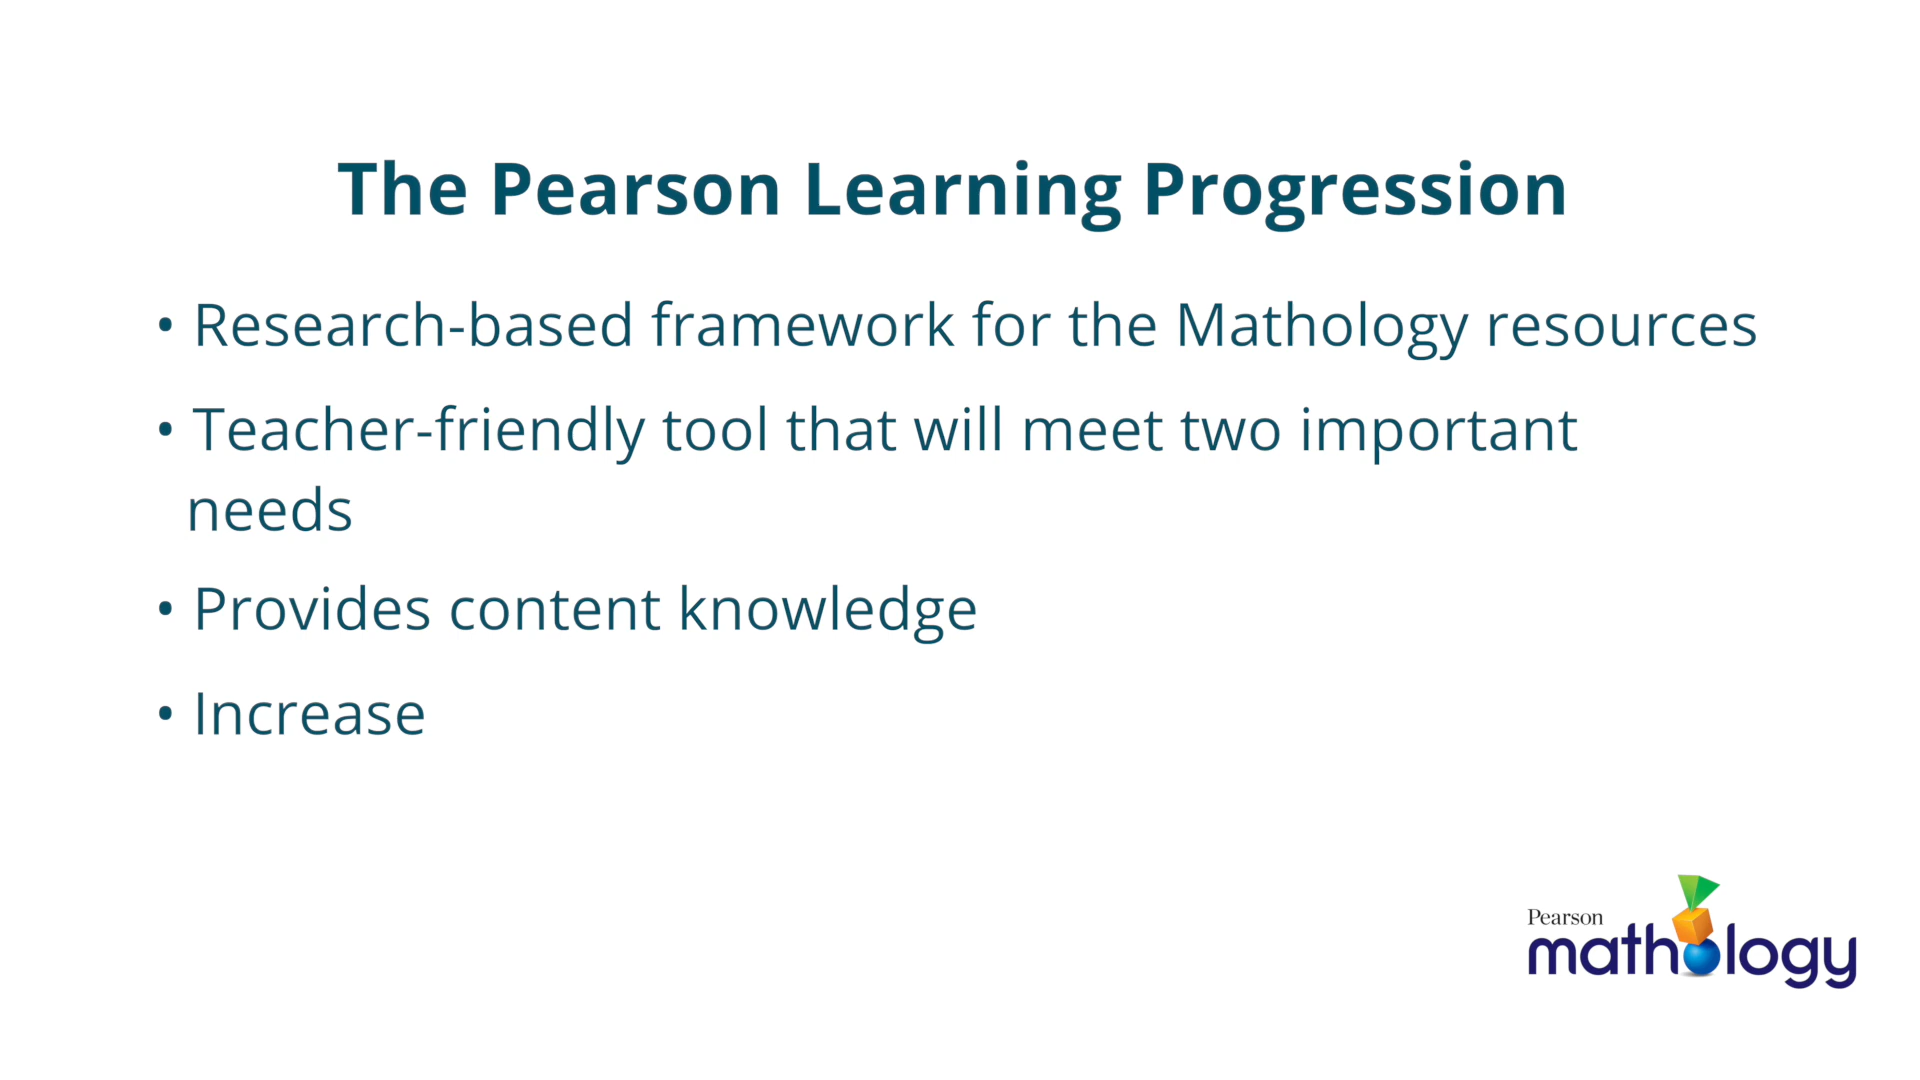 The Pearson Learning Progression
• Research-based framework for the Mathology resources
• Teacher-friendly tool that will meet two important
needs
• Provides content knowledge
• Increase
Pearson
mathology